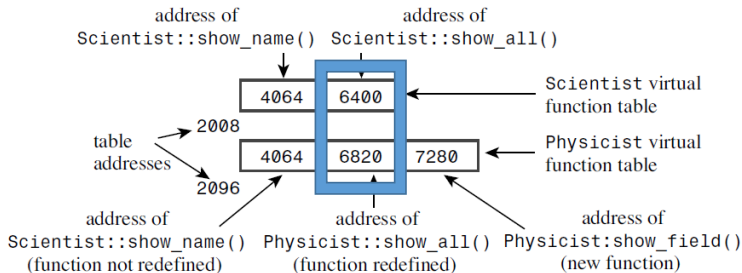 address of
Scientist::show_name()
address of
Scientist::show_all()
4064 6400
Scientist virtual
function table
2008
table
addresses
4064 6820 7280
Physicist virtual
function table
2096
address of
Scientist::show_name()
(function not redefined)
address of
Physicist::show_all()
(function redefined)
address of
Physicist:show_field()
(new function)